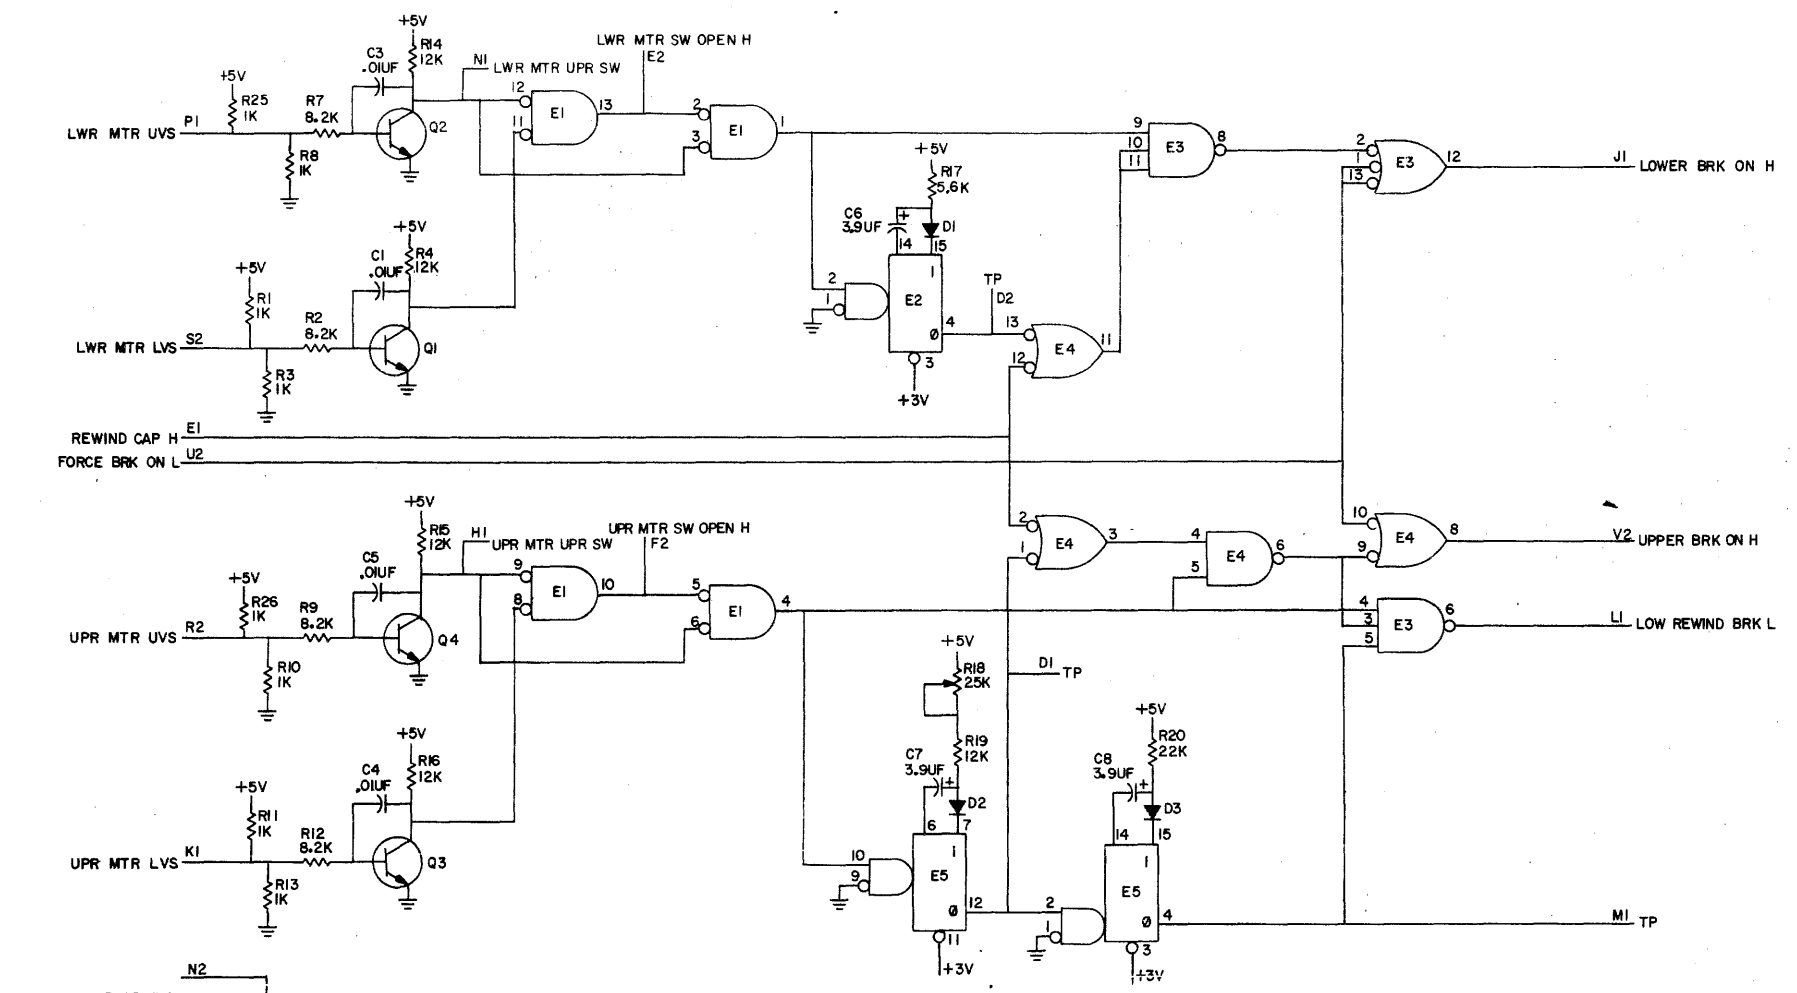 +5V
R14
12K
C3
.01UF
N1
LWR MTR UPR SW
LWR MTR SW OPEN H
E2
+5V
R25
1K
R7
8.2K
LWR MTR UVS
P1
Q2
R8
1K
12
11
E1
13
2
3
E1
1
9
10
11
E3
8
2
1
13
E3
12
J1
LOWER BRK ON H
+5V
R17
5.6K
C6
3.9UF
+
D1
14
15
1
2
1
E2
0
4
3
+3V
TP
D2
13
12
E4
11
+5V
R4
12K
C1
.01UF
+5V
R1
1K
R2
8.2K
LWR MTR LVS
S2
Q1
R3
1K
REWIND CAP H
E1
FORCE BRK ON L
U2
+5V
R15
12K
C5
.01UF
H1
UPR MTR UPR SW
UPR MTR SW OPEN H
F2
+5V
R26
1K
R9
8.2K
UPR MTR UVS
R2
Q4
R10
1K
9
8
E1
10
5
6
E1
4
2
1
E4
3
4
5
E4
6
10
9
E4
8
V2
UPPER BRK ON H
4
3
5
E3
6
L1
LOW REWIND BRK L
D1
TP
+5V
R18
25K
R19
12K
C7
3.9UF
+
D2
6
7
1
10
9
E5
0
12
11
+3V
+5V
R20
22K
C8
3.9UF
+
D3
14
15
1
2
1
E5
0
4
3
+3V
M1
TP
+5V
R16
12K
C4
.01UF
+5V
R11
1K
R12
8.2K
UPR MTR LVS
K1
Q3
R13
1K
N2